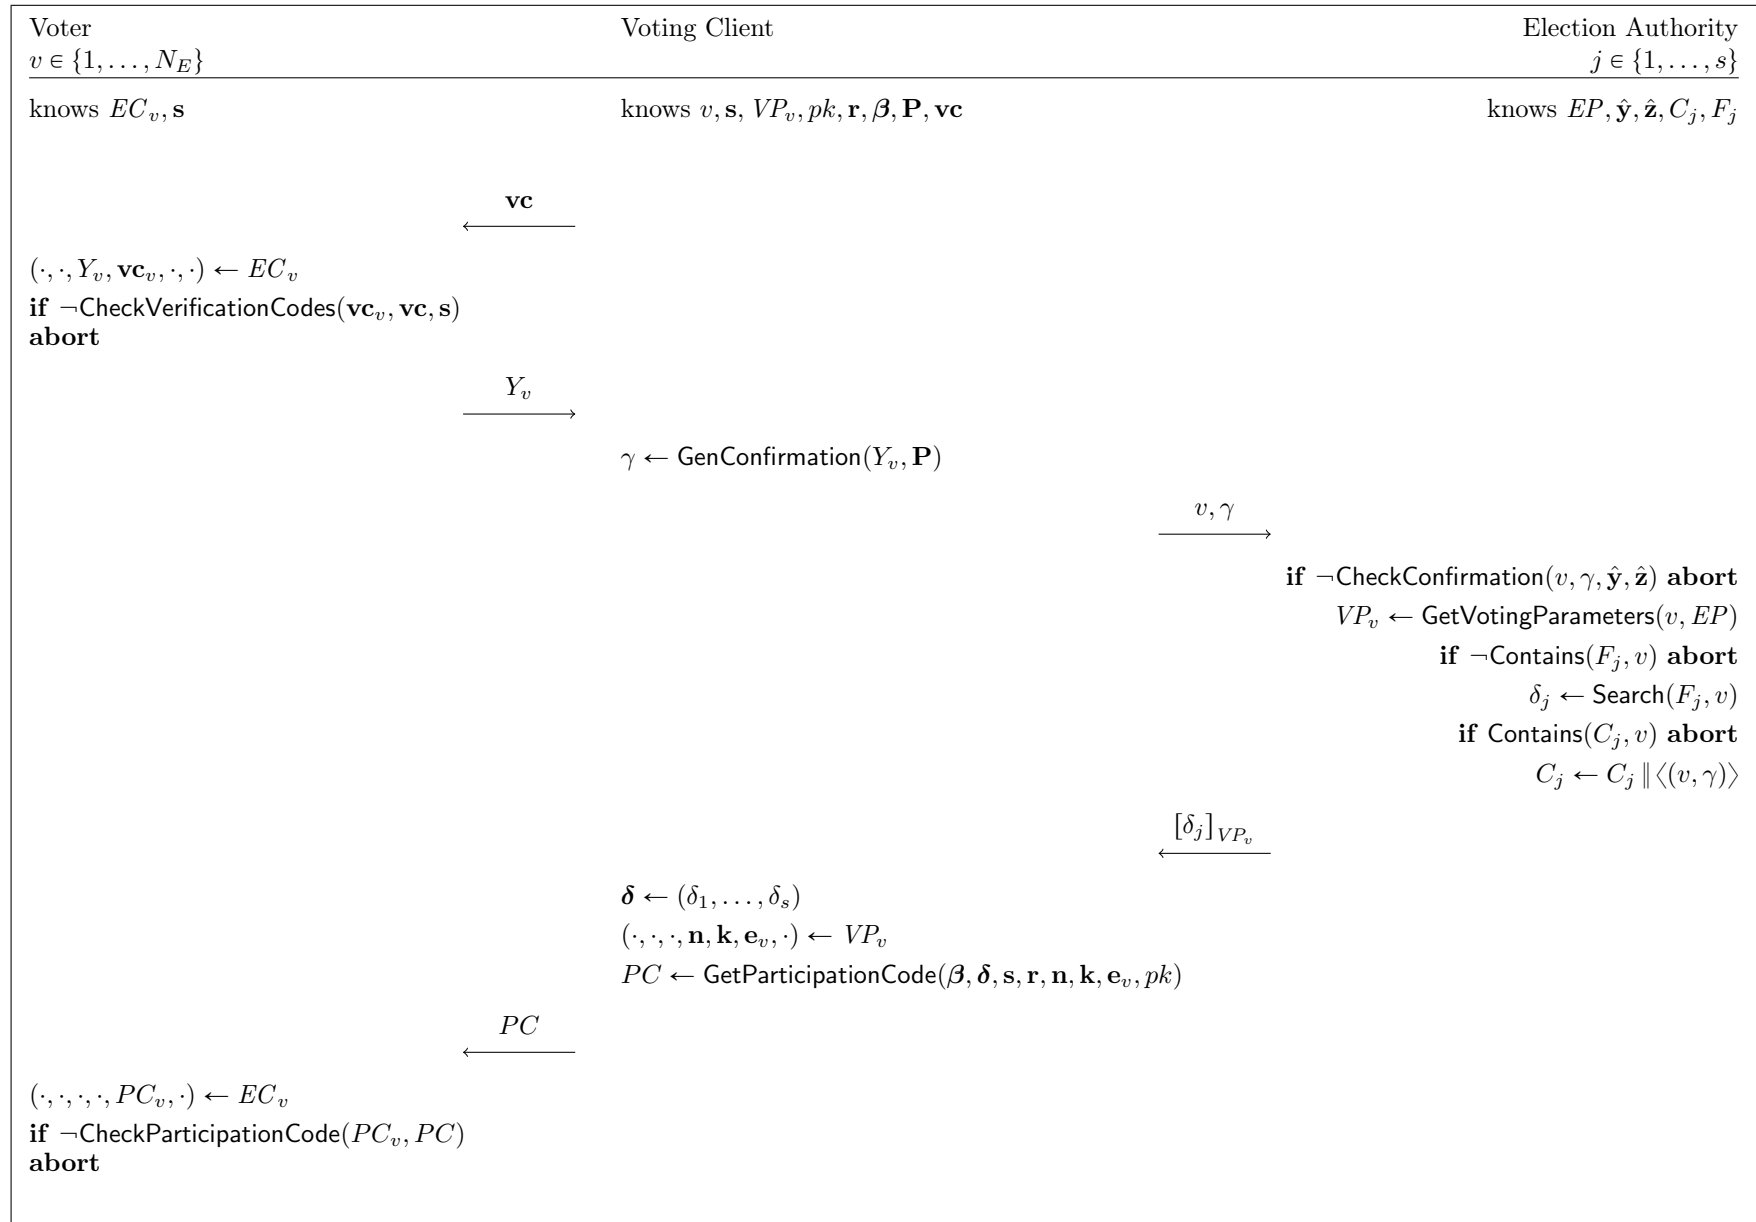 Voter Voting Client Election Authority
v ∈ {1, . . . , N_E} j ∈ {1, . . . , s}
knows EC_v, s knows v, s, VP_v, pk, r, β, P, vc knows EP, ŷ, ẑ, C_j, F_j
vc
(·, ·, Y_v, vc_v, ·, ·) ← EC_v
if ¬CheckVerificationCodes(vc_v, vc, s)
abort
Y_v
γ ← GenConfirmation(Y_v, P)
v, γ
if ¬CheckConfirmation(v, γ, ŷ, ẑ) abort
VP_v ← GetVotingParameters(v, EP)
if ¬Contains(F_j, v) abort
δ_j ← Search(F_j, v)
if Contains(C_j, v) abort
C_j ← C_j ∥ ⟨(v, γ)⟩
[δ_j]_{VP_v}
δ ← (δ_1, . . . , δ_s)
(·, ·, ·, n, k, e_v, ·) ← VP_v
PC ← GetParticipationCode(β, δ, s, r, n, k, e_v, pk)
PC
(·, ·, ·, ·, PC_v, ·) ← EC_v
if ¬CheckParticipationCode(PC_v, PC)
abort